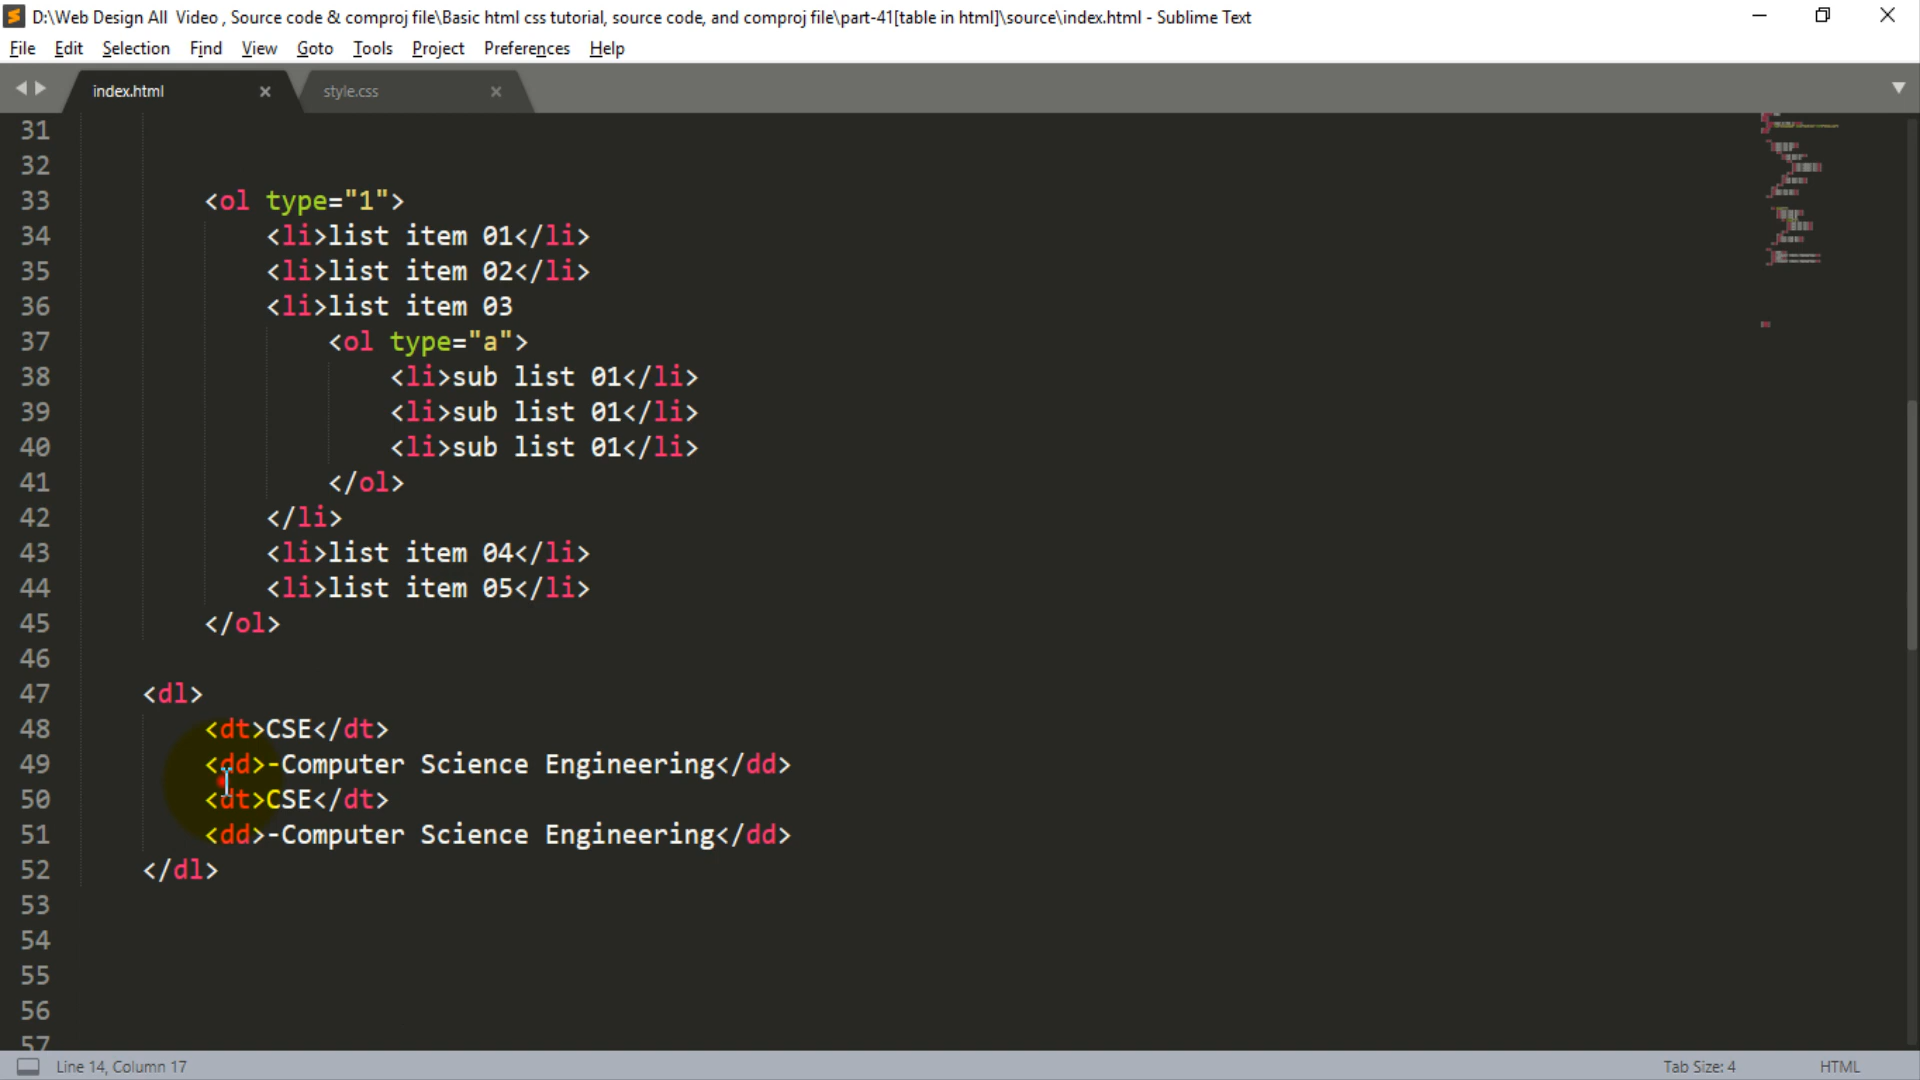 D:\Web Design All  Video , Source code & comproj file\Basic html css tutorial, source code, and comproj file\part-41[table in html]\source\index.html - Sublime Text
File Edit Selection Find View Goto Tools Project Preferences Help
index.html × style.css ×
31
32
33 <ol type="1">
34 <li>list item 01</li>
35 <li>list item 02</li>
36 <li>list item 03
37 <ol type="a">
38 <li>sub list 01</li>
39 <li>sub list 01</li>
40 <li>sub list 01</li>
41 </ol>
42 </li>
43 <li>list item 04</li>
44 <li>list item 05</li>
45 </ol>
46
47 <dl>
48 <dt>CSE</dt>
49 <dd>-Computer Science Engineering</dd>
50 <dt>CSE</dt>
51 <dd>-Computer Science Engineering</dd>
52 </dl>
53
54
55
56
57
Line 14, Column 17 Tab Size: 4 HTML